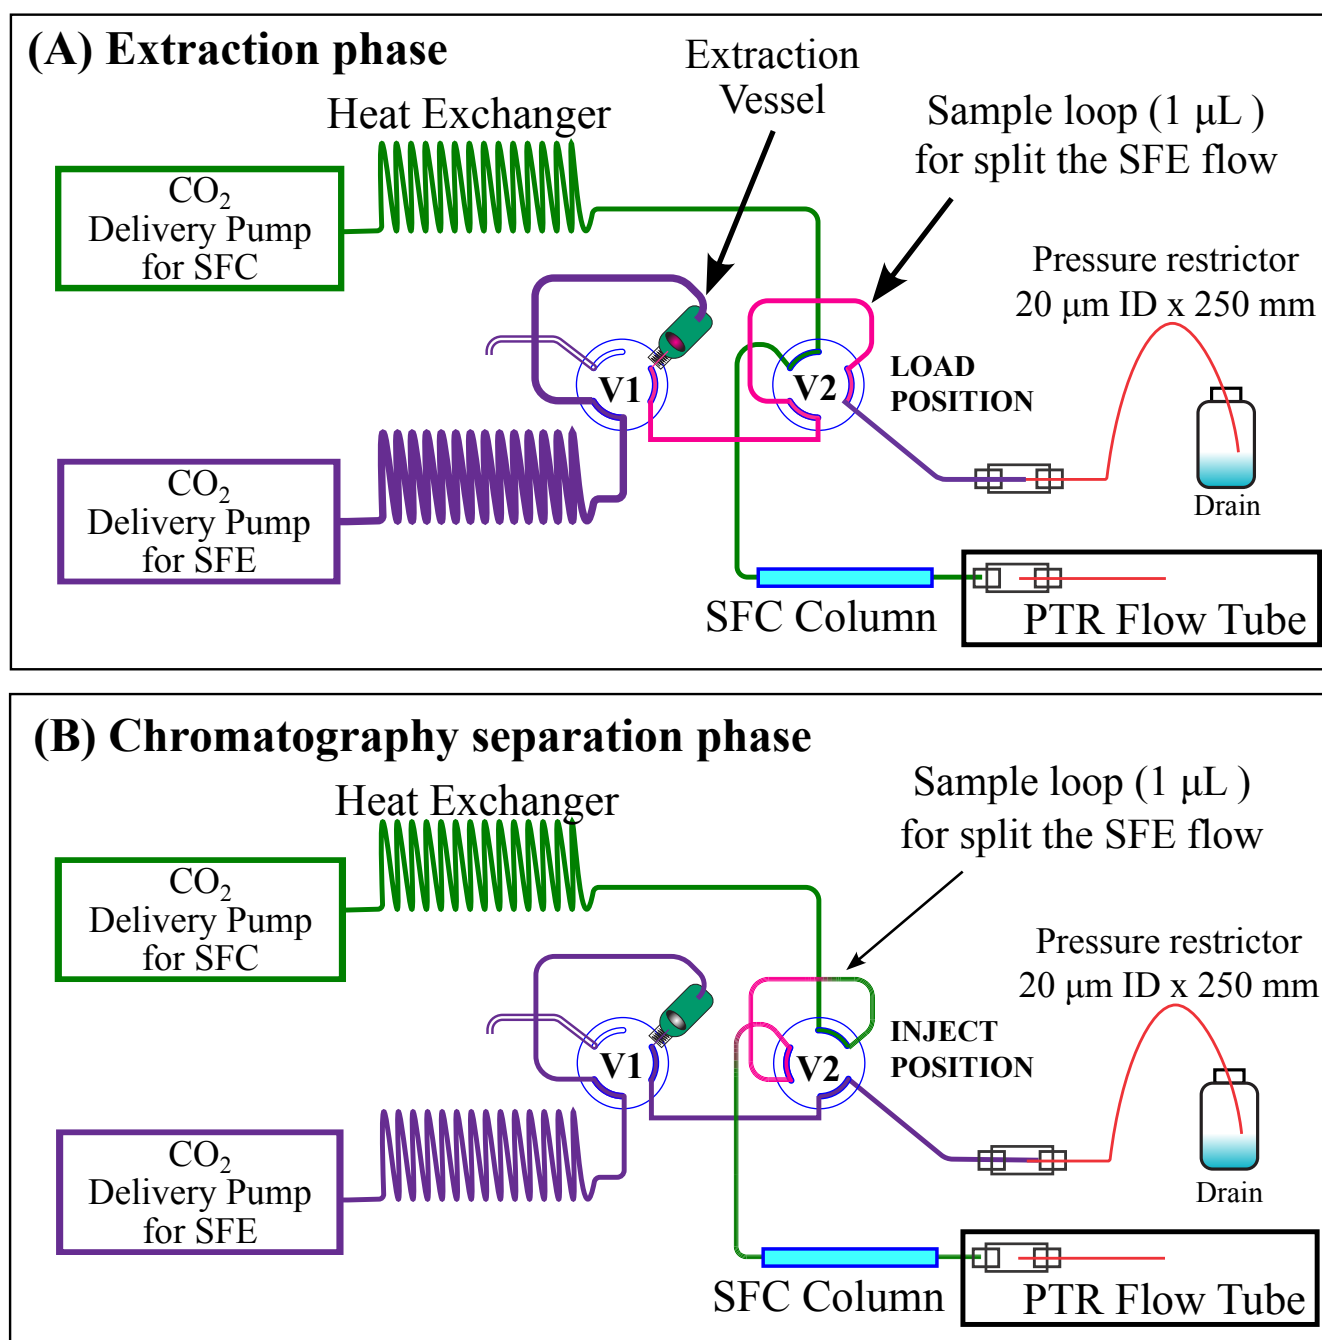 (A) Extraction phase
Extraction
Vessel
Heat Exchanger
Sample loop (1 μL )
for split the SFE flow
CO₂
Delivery Pump
for SFC
Pressure restrictor
20 μm ID x 250 mm
V1
V2
LOAD
POSITION
CO₂
Delivery Pump
for SFE
Drain
SFC Column
PTR Flow Tube
(B) Chromatography separation phase
Heat Exchanger
Sample loop (1 μL )
for split the SFE flow
CO₂
Delivery Pump
for SFC
Pressure restrictor
20 μm ID x 250 mm
V1
V2
INJECT
POSITION
CO₂
Delivery Pump
for SFE
Drain
SFC Column
PTR Flow Tube